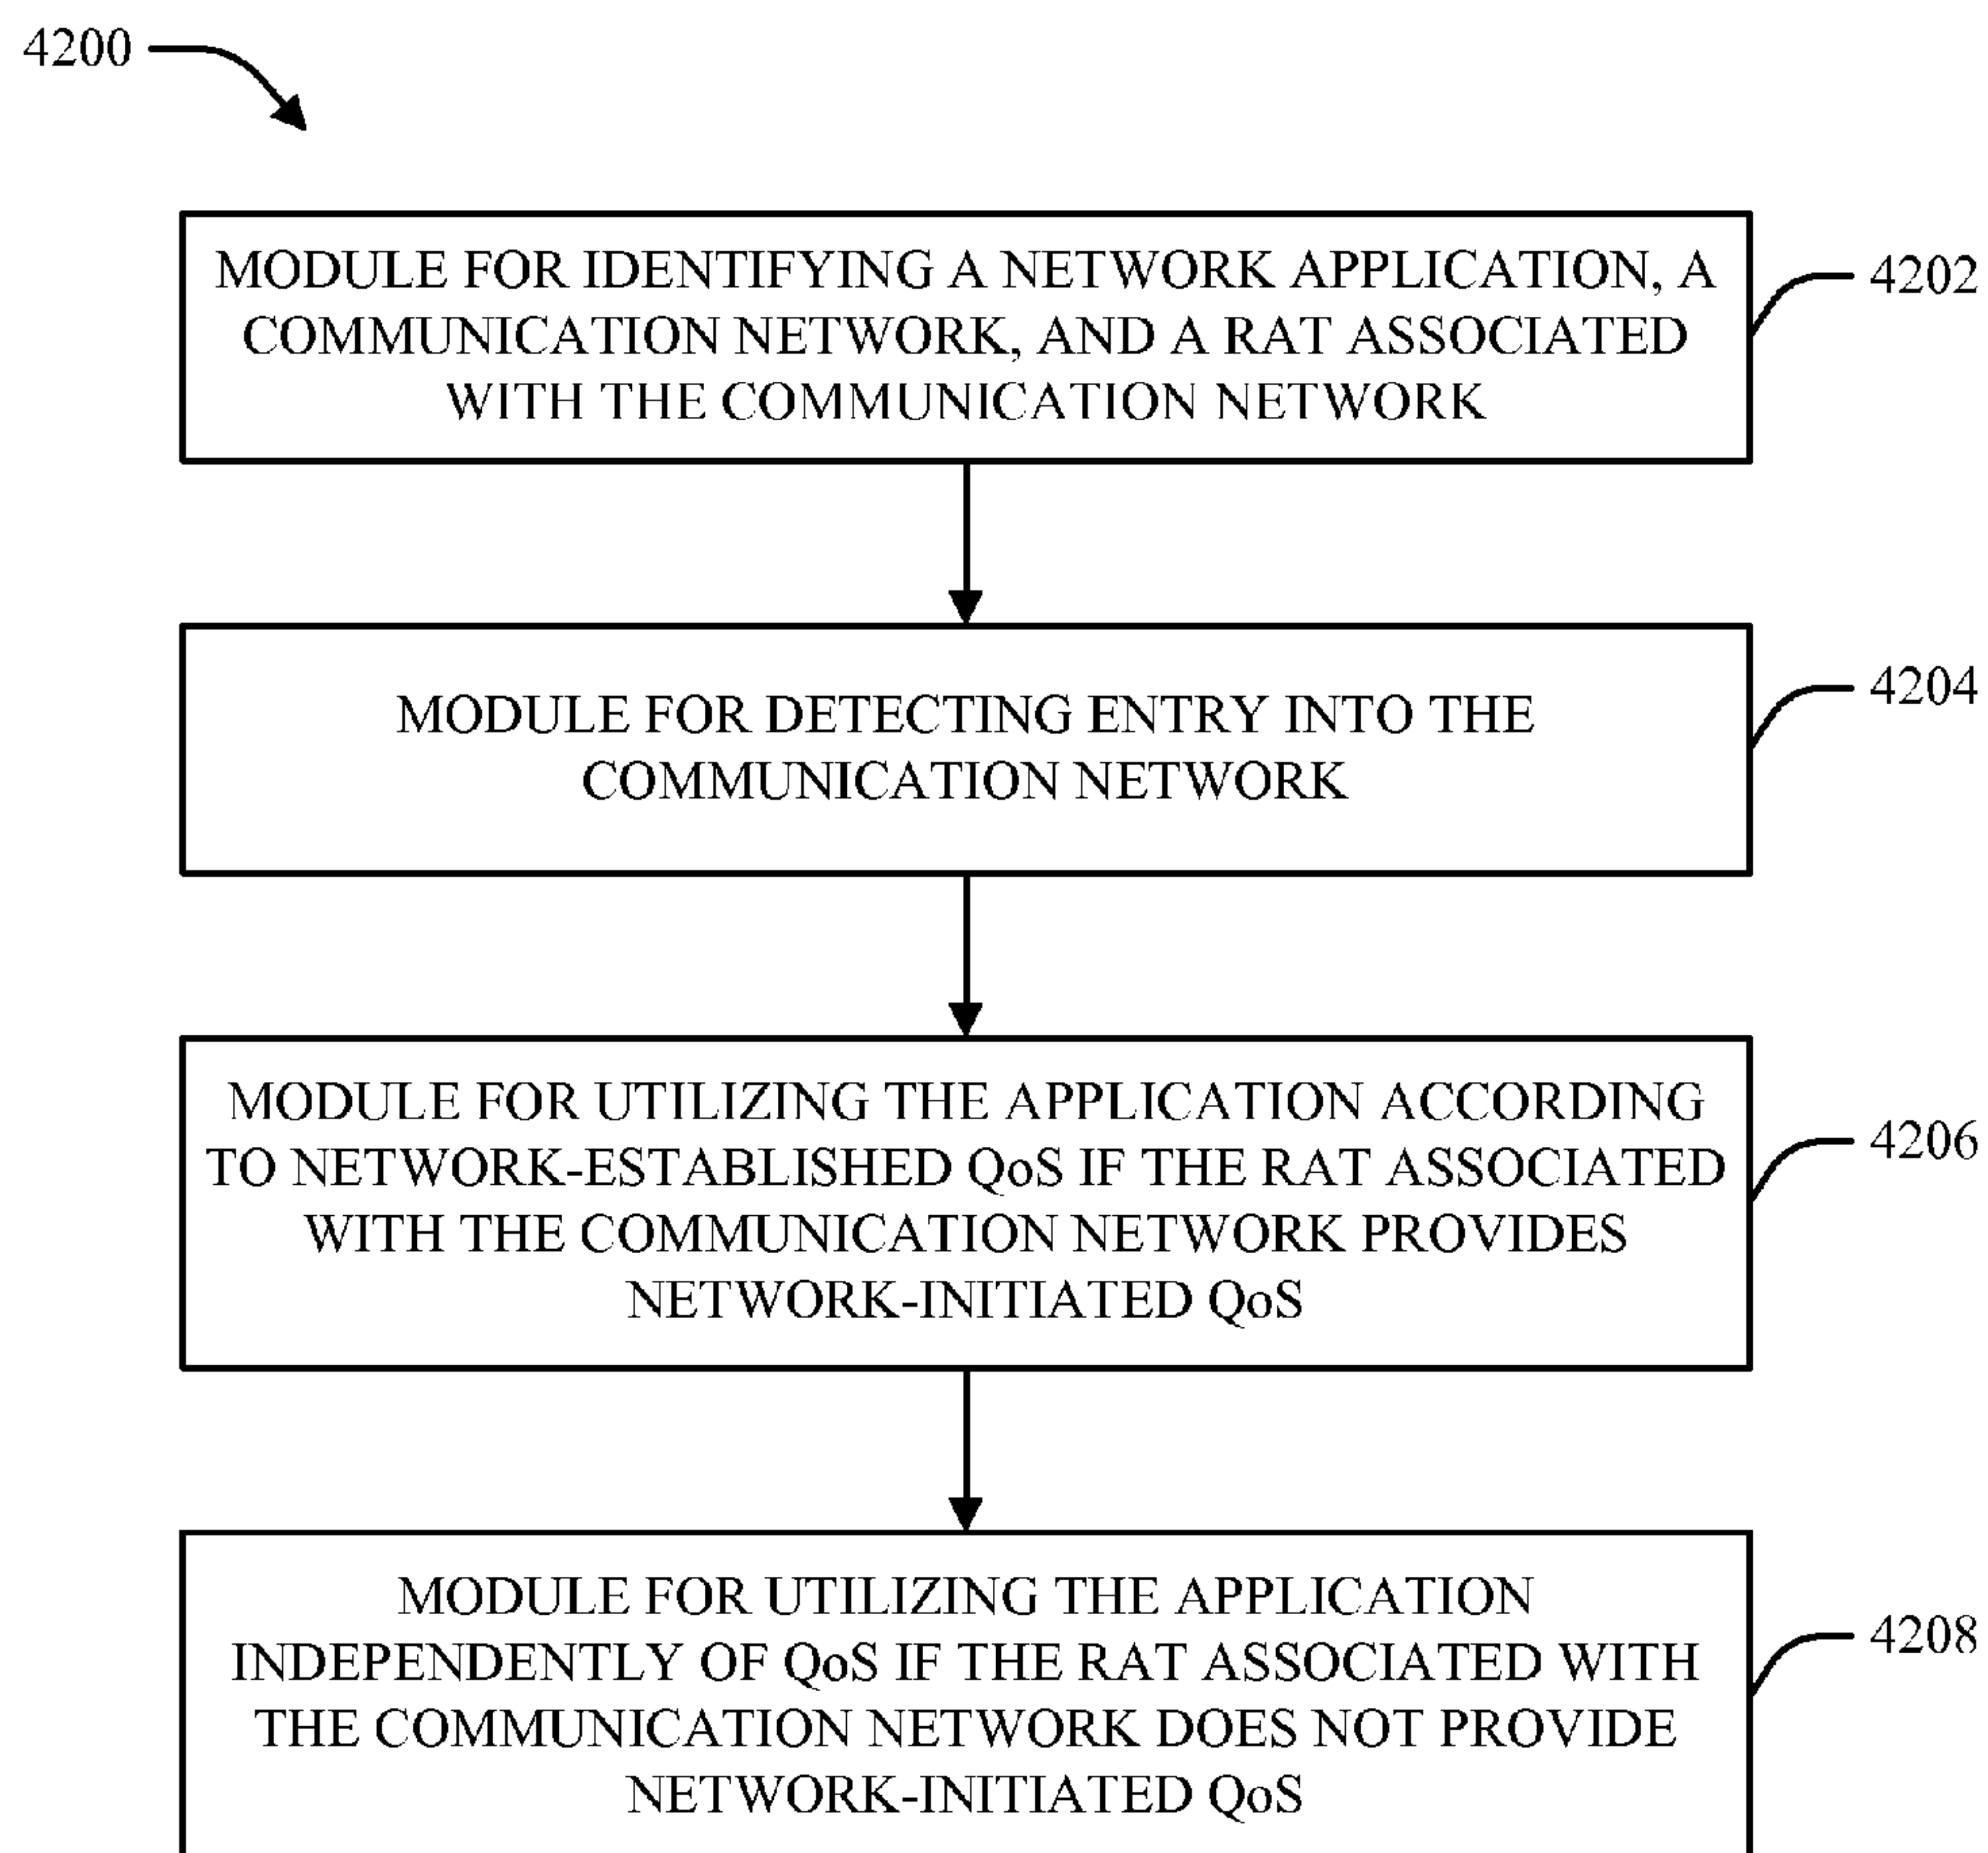 4200
MODULE FOR IDENTIFYING A NETWORK APPLICATION, A
COMMUNICATION NETWORK, AND A RAT ASSOCIATED
WITH THE COMMUNICATION NETWORK
4202
MODULE FOR DETECTING ENTRY INTO THE
COMMUNICATION NETWORK
4204
MODULE FOR UTILIZING THE APPLICATION ACCORDING
TO NETWORK-ESTABLISHED QoS IF THE RAT ASSOCIATED
WITH THE COMMUNICATION NETWORK PROVIDES
NETWORK-INITIATED QoS
4206
MODULE FOR UTILIZING THE APPLICATION
INDEPENDENTLY OF QoS IF THE RAT ASSOCIATED WITH
THE COMMUNICATION NETWORK DOES NOT PROVIDE
NETWORK-INITIATED QoS
4208